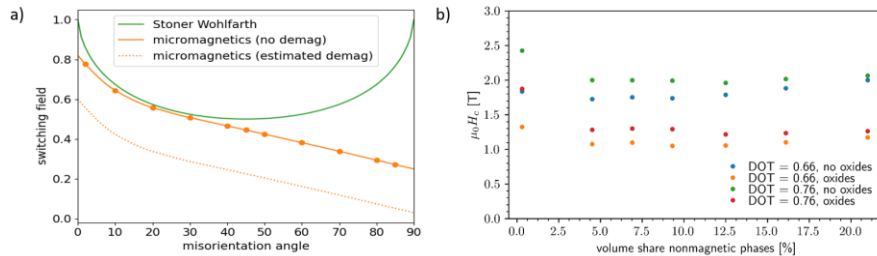 a)
Stoner Wohlfarth
micromagnetics (no demag)
micromagnetics (estimated demag)
1.0
0.8
0.6
0.4
0.2
0.0
switching field
0 10 20 30 40 50 60 70 80 90
misorientation angle
b)
3.0
2.5
2.0
1.5
1.0
0.5
0.0
μ₀H_c [T]
DOT = 0.66, no oxides
DOT = 0.66, oxides
DOT = 0.76, no oxides
DOT = 0.76, oxides
0.0 2.5 5.0 7.5 10.0 12.5 15.0 17.5 20.0
volume share nonmagnetic phases [%]